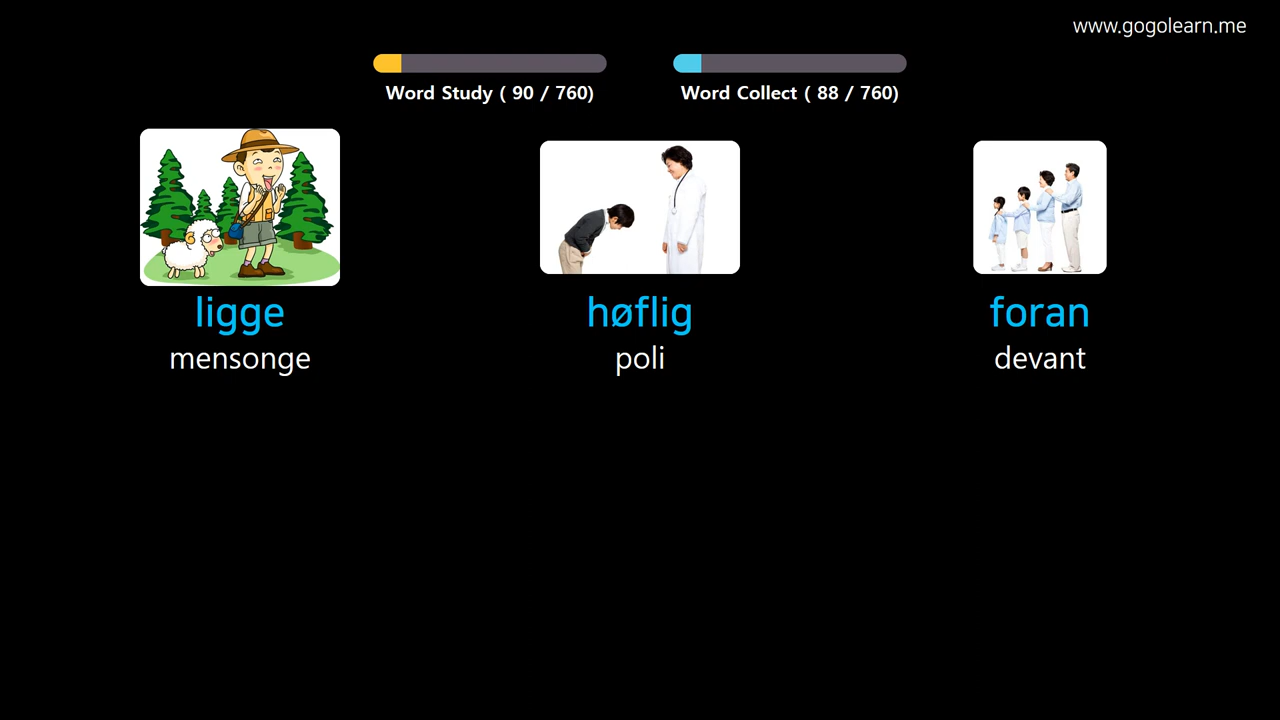 www.gogolearn.me
Word Study ( 90 / 760)
Word Collect ( 88 / 760)
ligge
mensonge
høflig
poli
foran
devant